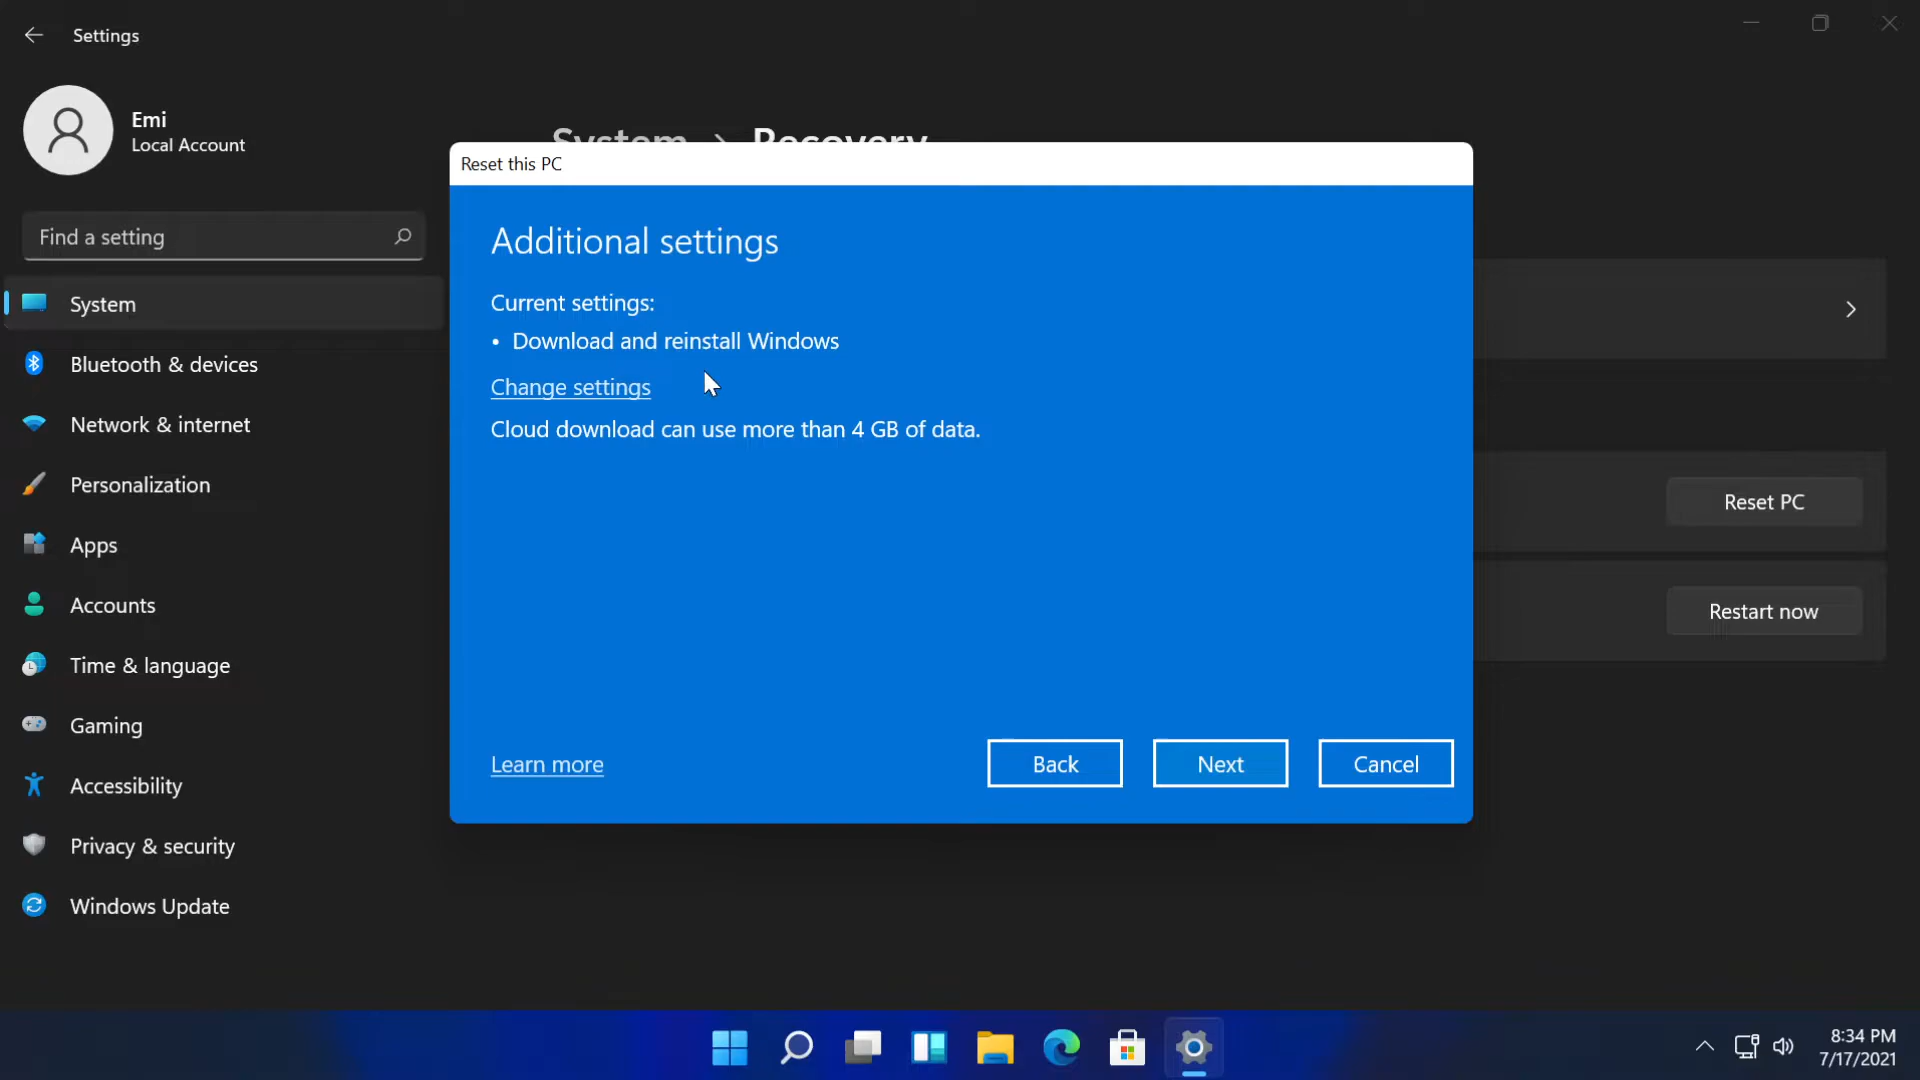 Settings
Emi
Local Account
Find a setting
System
Bluetooth & devices
Network & internet
Personalization
Apps
Accounts
Time & language
Gaming
Accessibility
Privacy & security
Windows Update
System > Recovery
Reset this PC
Additional settings
Current settings:
• Download and reinstall Windows
Change settings
Cloud download can use more than 4 GB of data.
Learn more
Back
Next
Cancel
Reset PC
Restart now
8:34 PM
7/17/2021